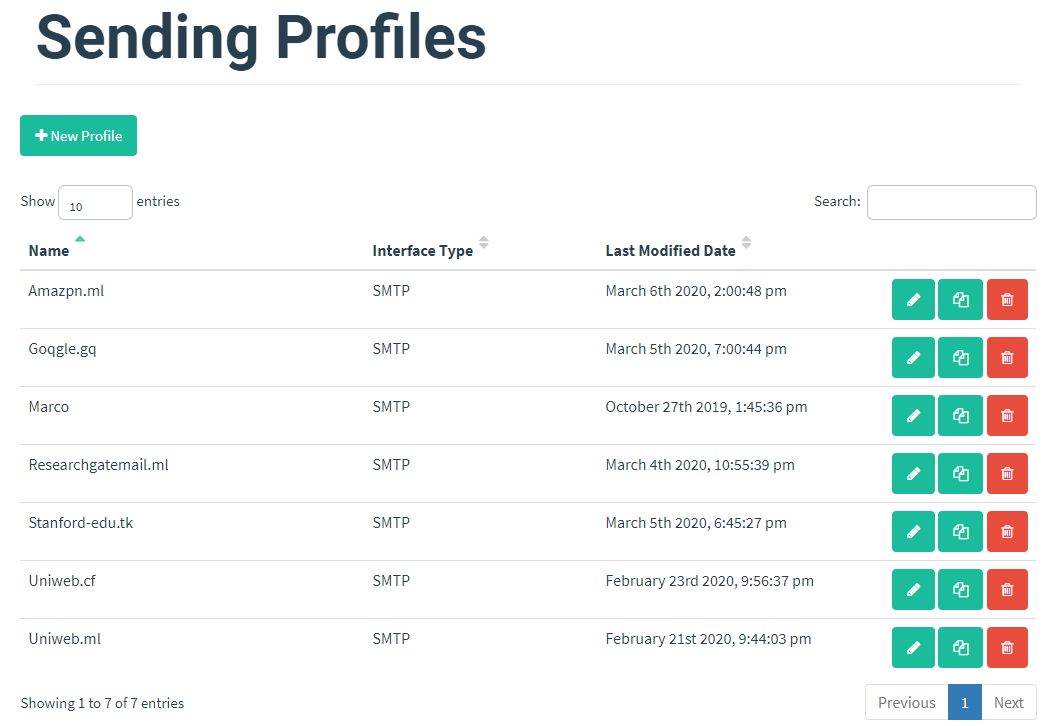 Sending Profiles
New Profile
Show 10 entries Search:
Name Interface Type Last Modified Date
Amazpn.ml SMTP March 6th 2020, 2:00:48 pm
Goqgle.gq SMTP March 5th 2020, 7:00:44 pm
Marco SMTP October 27th 2019, 1:45:36 pm
Researchgatemail.ml SMTP March 4th 2020, 10:55:39 pm
Stanford-edu.tk SMTP March 5th 2020, 6:45:27 pm
Uniweb.cf SMTP February 23rd 2020, 9:56:37 pm
Uniweb.ml SMTP February 21st 2020, 9:44:03 pm
Showing 1 to 7 of 7 entries Previous 1 Next